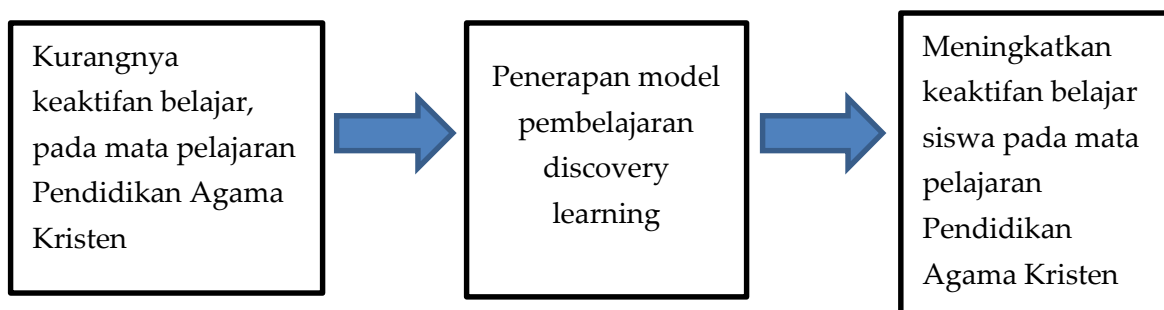 Kurangnya
keaktifan belajar,
pada mata pelajaran
Pendidikan Agama
Kristen
Penerapan model
pembelajaran
discovery
learning
Meningkatkan
keaktifan belajar
siswa pada mata
pelajaran
Pendidikan
Agama Kristen